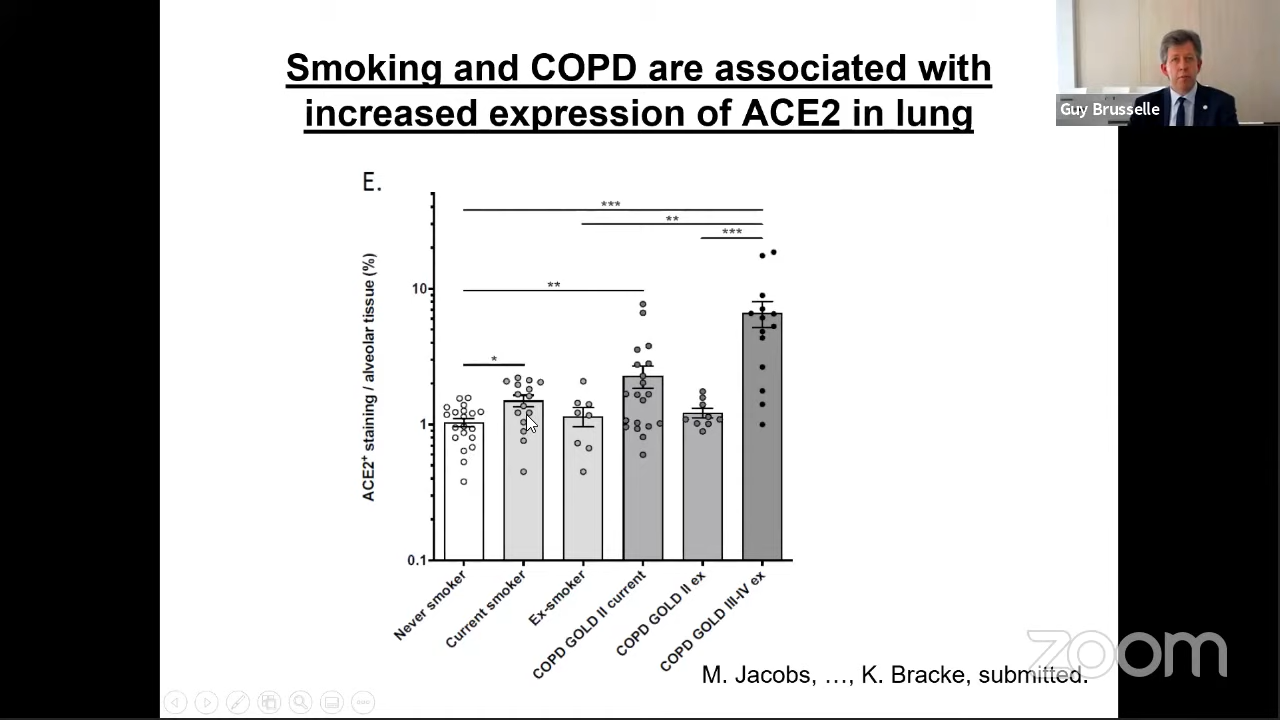 Smoking and COPD are associated with
increased expression of ACE2 in lung
Guy Brusselle
E.
***
**
***
**
*
ACE2+ staining / alveolar tissue (%)
10
1
0.1
Never smoker
Current smoker
Ex-smoker
COPD GOLD II current
COPD GOLD II ex
COPD GOLD III-IV ex
M. Jacobs, …, K. Bracke, submitted.
zoom